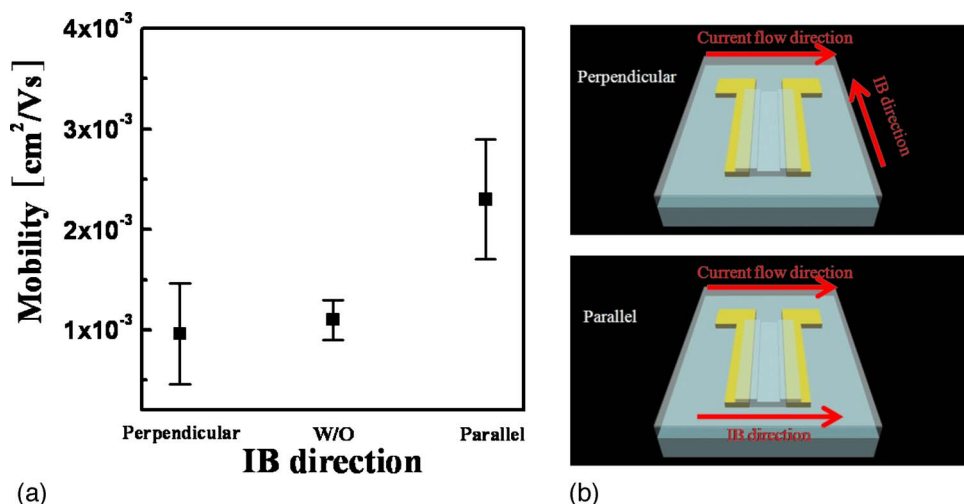 4x10⁻³
3x10⁻³
2x10⁻³
1x10⁻³
Mobility [cm²/Vs]
Perpendicular
W/O
Parallel
IB direction
(a)
Current flow direction
Perpendicular
IB direction
Current flow direction
Parallel
IB direction
(b)